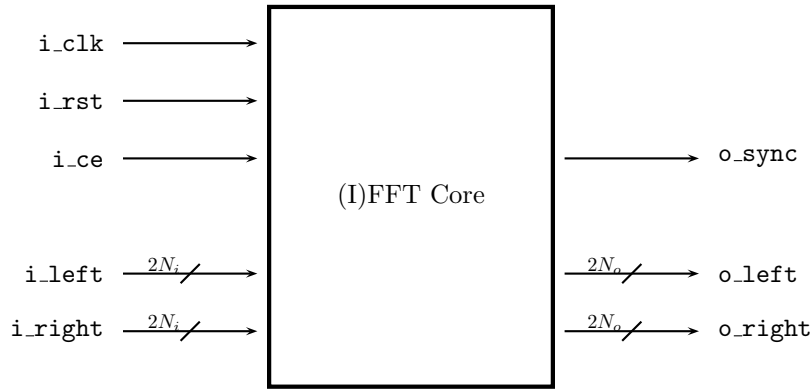 i_clk
i_rst
i_ce
o_sync
(I)FFT Core
i_left
2N_i
2N_o
o_left
i_right
2N_i
2N_o
o_right